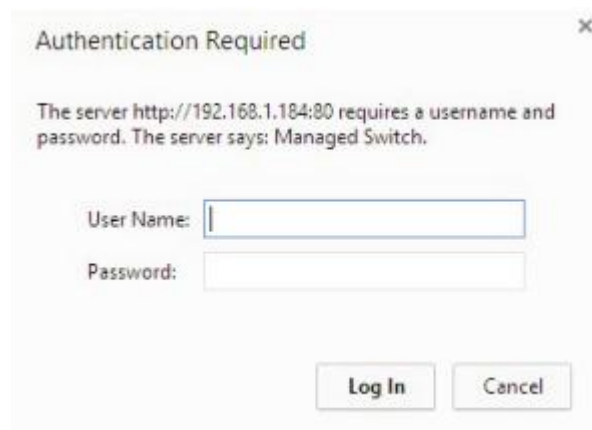 Authentication Required
The server http://192.168.1.184:80 requires a username and
password. The server says: Managed Switch.
User Name:
Password:
Log In Cancel